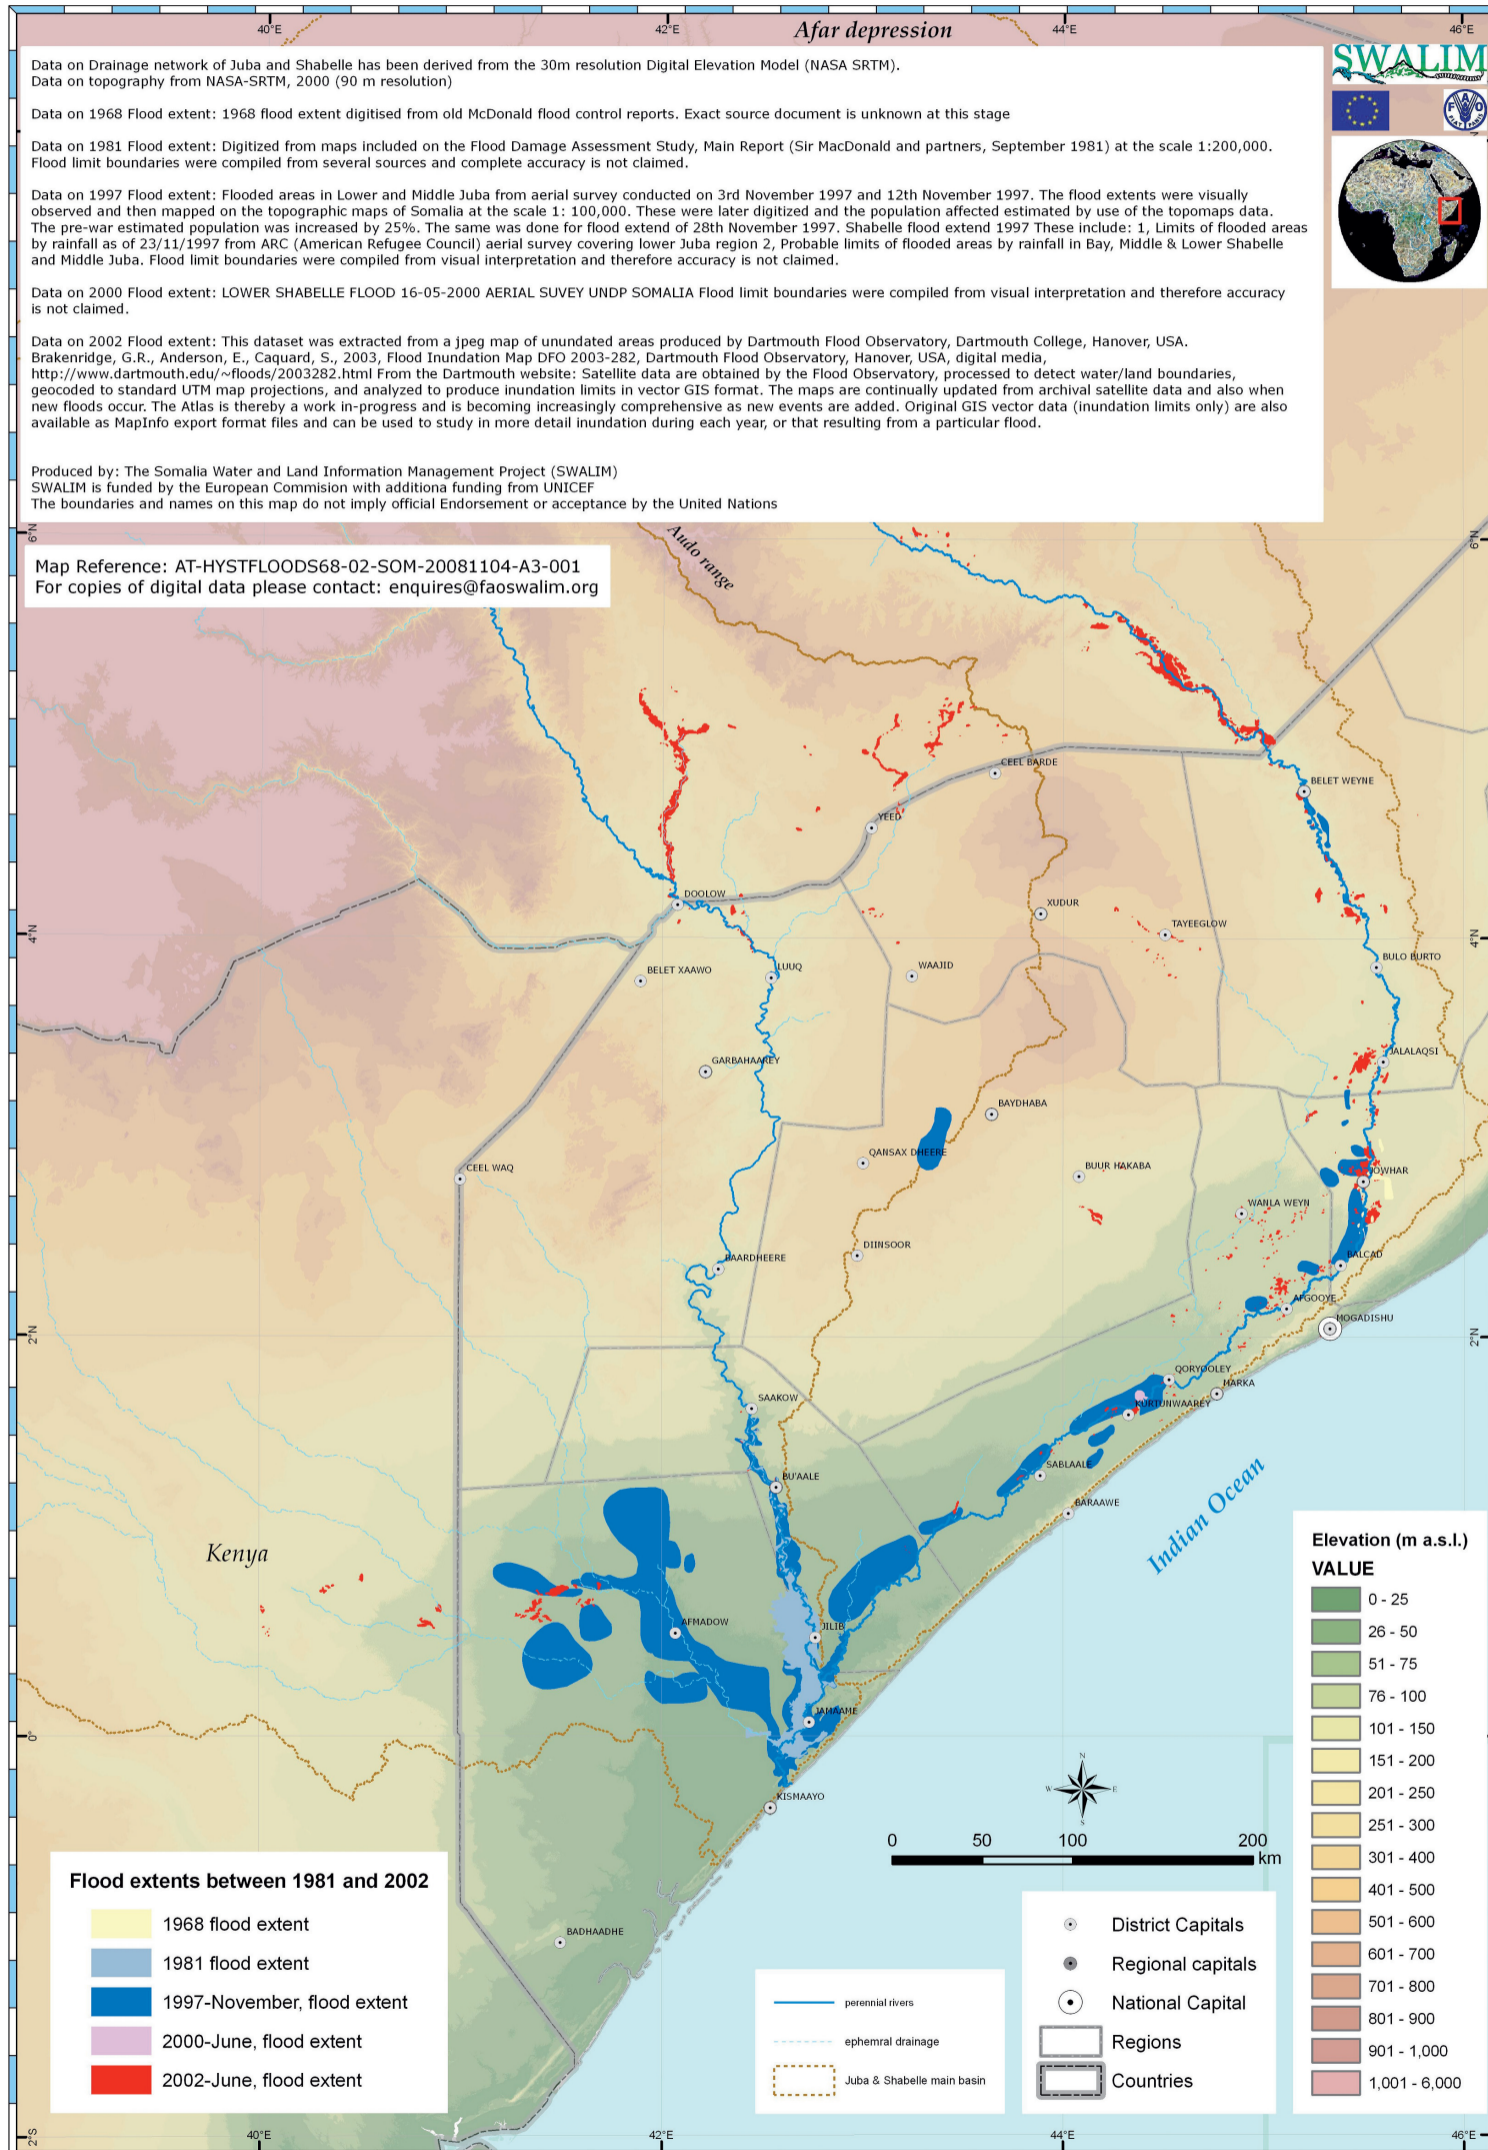 40°E
42°E
Afar depression
44°E
46°E
Data on Drainage network of Juba and Shabelle has been derived from the 30m resolution Digital Elevation Model (NASA SRTM).
Data on topography from NASA-SRTM, 2000 (90 m resolution)
Data on 1968 Flood extent: 1968 flood extent digitised from old McDonald flood control reports. Exact source document is unknown at this stage
Data on 1981 Flood extent: Digitized from maps included on the Flood Damage Assessment Study, Main Report (Sir MacDonald and partners, September 1981) at the scale 1:200,000.
Flood limit boundaries were compiled from several sources and complete accuracy is not claimed.
Data on 1997 Flood extent: Flooded areas in Lower and Middle Juba from aerial survey conducted on 3rd November 1997 and 12th November 1997. The flood extents were visually
observed and then mapped on the topographic maps of Somalia at the scale 1: 100,000. These were later digitized and the population affected estimated by use of the topomaps data.
The pre-war estimated population was increased by 25%. The same was done for flood extend of 28th November 1997. Shabelle flood extend 1997 These include: 1, Limits of flooded areas
by rainfall as of 23/11/1997 from ARC (American Refugee Council) aerial survey covering lower Juba region 2, Probable limits of flooded areas by rainfall in Bay, Middle & Lower Shabelle
and Middle Juba. Flood limit boundaries were compiled from visual interpretation and therefore accuracy is not claimed.
Data on 2000 Flood extent: LOWER SHABELLE FLOOD 16-05-2000 AERIAL SUVEY UNDP SOMALIA Flood limit boundaries were compiled from visual interpretation and therefore accuracy
is not claimed.
Data on 2002 Flood extent: This dataset was extracted from a jpeg map of unundated areas produced by Dartmouth Flood Observatory, Dartmouth College, Hanover, USA.
Brakenridge, G.R., Anderson, E., Caquard, S., 2003, Flood Inundation Map DFO 2003-282, Dartmouth Flood Observatory, Hanover, USA, digital media,
http://www.dartmouth.edu/~floods/2003282.html From the Dartmouth website: Satellite data are obtained by the Flood Observatory, processed to detect water/land boundaries,
geocoded to standard UTM map projections, and analyzed to produce inundation limits in vector GIS format. The maps are continually updated from archival satellite data and also when
new floods occur. The Atlas is thereby a work in-progress and is becoming increasingly comprehensive as new events are added. Original GIS vector data (inundation limits only) are also
available as MapInfo export format files and can be used to study in more detail inundation during each year, or that resulting from a particular flood.
Produced by: The Somalia Water and Land Information Management Project (SWALIM)
SWALIM is funded by the European Commision with additiona funding from UNICEF
The boundaries and names on this map do not imply official Endorsement or acceptance by the United Nations
SWALIM
FAO
FIAT PANIS
6°N
6°N
Audo range
Map Reference: AT-HYSTFLOODS68-02-SOM-20081104-A3-001
For copies of digital data please contact: enquires@faoswalim.org
CEEL BARDE
BELET WEYNE
YEED
DOOLOW
XUDUR
TAYEEGLOW
4°N
4°N
BULO BURTO
BELET XAAWO
LUUQ
WAAJID
JALALAQSI
GARBAHAAREY
BAYDHABA
QANSAX DHEERE
CEEL WAQ
BUUR HAKABA
JOWHAR
WANLA WEYN
DIINSOOR
BAARDHEERE
BALCAD
AFGOOYE
MOGADISHU
2°N
2°N
QORYOOLEY
MARKA
SAAKOW
KURTUNWAAREY
SABLAALE
BU'AALE
BARAAWE
Indian Ocean
Kenya
AFMADOW
JILIB
JAMAAME
0°
KISMAAYO
BADHAADHE
N
W
E
S
0
50
100
200
km
Elevation (m a.s.l.)
VALUE
0 - 25
26 - 50
51 - 75
76 - 100
101 - 150
151 - 200
201 - 250
251 - 300
301 - 400
401 - 500
501 - 600
601 - 700
701 - 800
801 - 900
901 - 1,000
1,001 - 6,000
Flood extents between 1981 and 2002
1968 flood extent
1981 flood extent
1997-November, flood extent
2000-June, flood extent
2002-June, flood extent
perennial rivers
ephemral drainage
Juba & Shabelle main basin
District Capitals
Regional capitals
National Capital
Regions
Countries
2°S
40°E
42°E
44°E
46°E